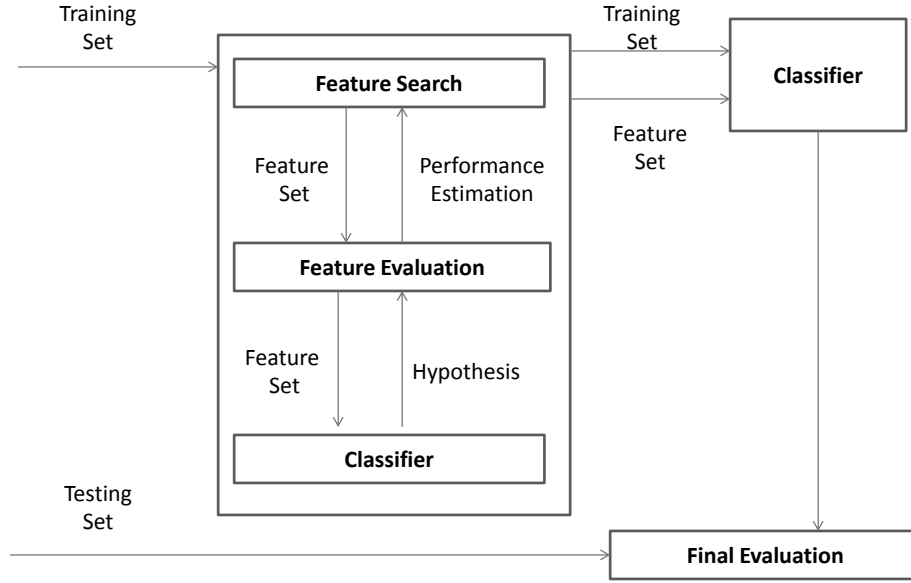 Training
Set
Training
Set
Feature Search
Classifier
Feature
Set
Performance
Estimation
Feature
Set
Feature Evaluation
Feature
Set
Hypothesis
Classifier
Testing
Set
Final Evaluation